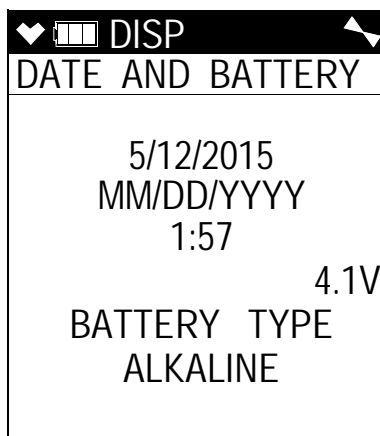 DISP
DATE AND BATTERY
5/12/2015
MM/DD/YYYY
1:57
4.1V
BATTERY TYPE
ALKALINE